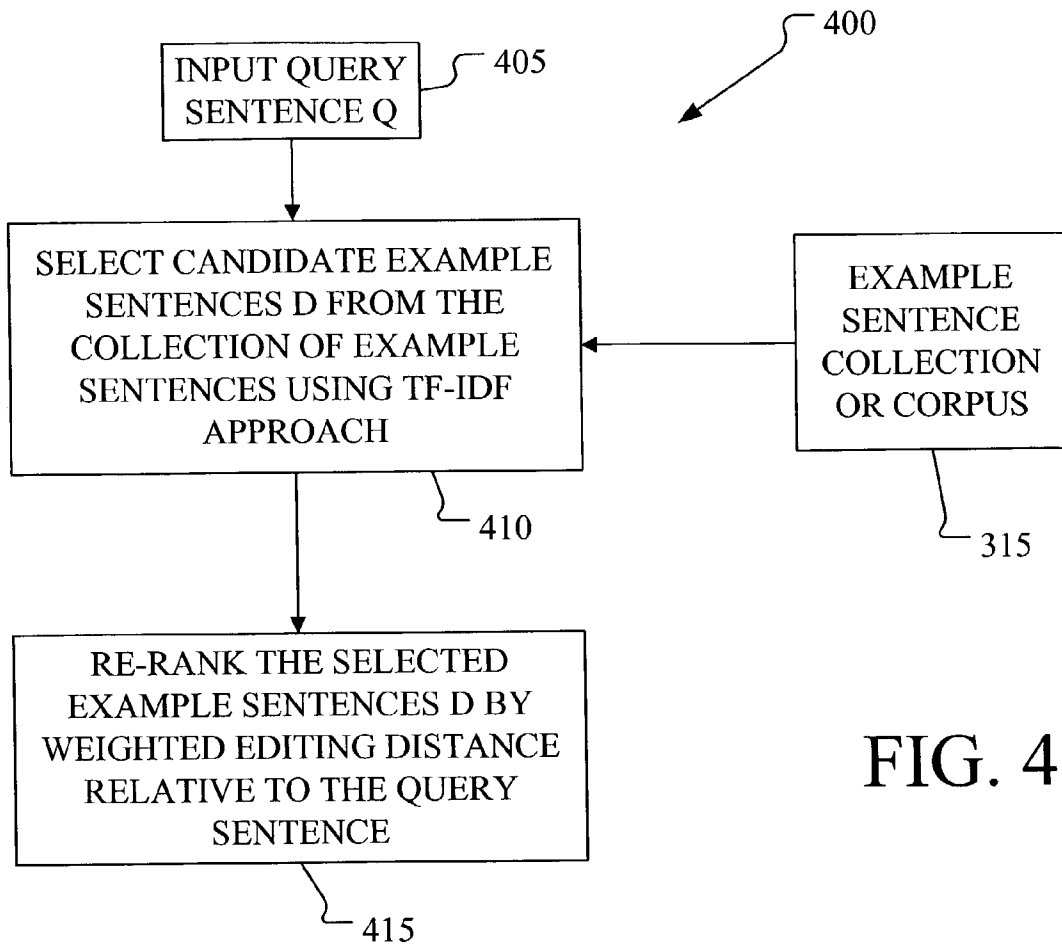 400
INPUT QUERY
SENTENCE Q
405
SELECT CANDIDATE EXAMPLE
SENTENCES D FROM THE
COLLECTION OF EXAMPLE
SENTENCES USING TF-IDF
APPROACH
410
EXAMPLE
SENTENCE
COLLECTION
OR CORPUS
315
RE-RANK THE SELECTED
EXAMPLE SENTENCES D BY
WEIGHTED EDITING DISTANCE
RELATIVE TO THE QUERY
SENTENCE
415
FIG. 4